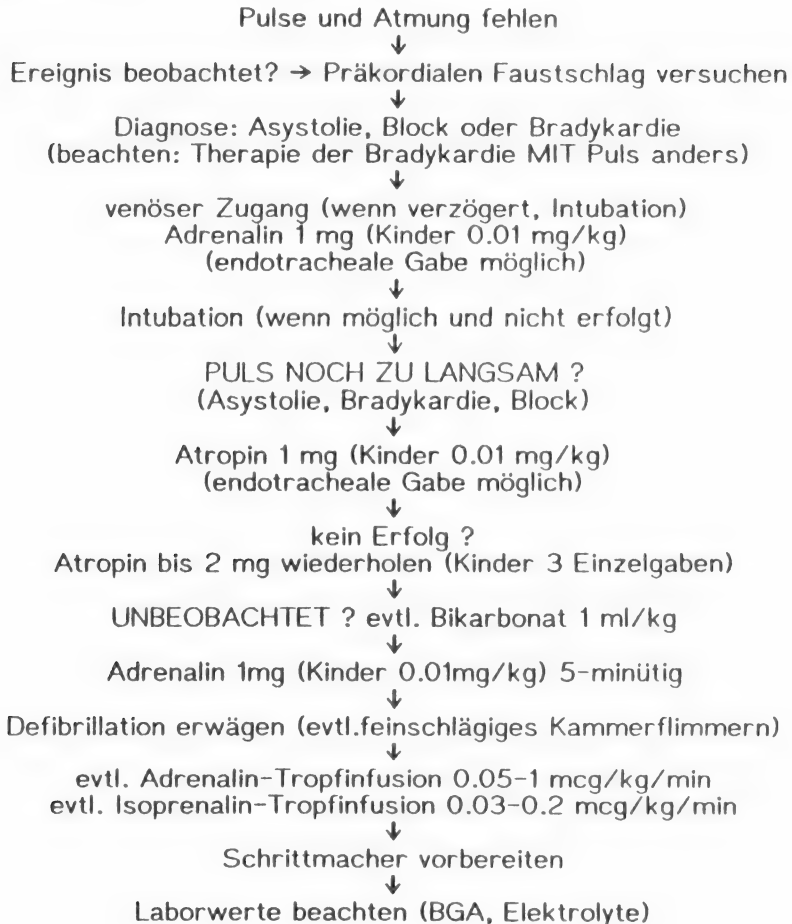 Pulse und Atmung fehlen
↓
Ereignis beobachtet? → Präkordialen Faustschlag versuchen
↓
Diagnose: Asystolie, Block oder Bradykardie
(beachten: Therapie der Bradykardie MIT Puls anders)
↓
venöser Zugang (wenn verzögert, Intubation)
Adrenalin 1 mg (Kinder 0.01 mg/kg)
(endotracheale Gabe möglich)
↓
Intubation (wenn möglich und nicht erfolgt)
↓
PULS NOCH ZU LANGSAM ?
(Asystolie, Bradykardie, Block)
↓
Atropin 1 mg (Kinder 0.01 mg/kg)
(endotracheale Gabe möglich)
↓
kein Erfolg ?
Atropin bis 2 mg wiederholen (Kinder 3 Einzelgaben)
↓
UNBEOBACHTET ? evtl. Bikarbonat 1 ml/kg
↓
Adrenalin 1mg (Kinder 0.01mg/kg) 5-minütig
↓
Defibrillation erwägen (evtl.feinschlägiges Kammerflimmern)
↓
evtl. Adrenalin-Tropfinfusion 0.05-1 mcg/kg/min
evtl. Isoprenalin-Tropfinfusion 0.03-0.2 mcg/kg/min
↓
Schrittmacher vorbereiten
↓
Laborwerte beachten (BGA, Elektrolyte)